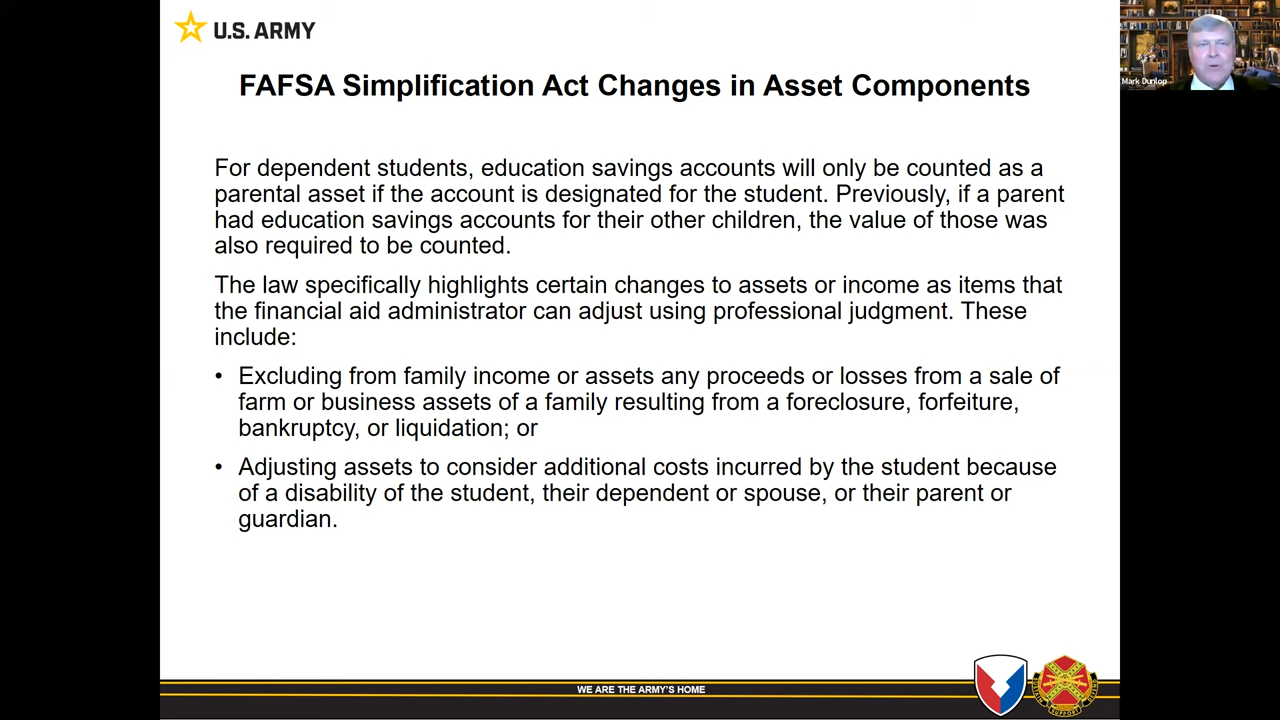 U.S. ARMY
Mark Dunlop
FAFSA Simplification Act Changes in Asset Components
For dependent students, education savings accounts will only be counted as a
parental asset if the account is designated for the student. Previously, if a parent
had education savings accounts for their other children, the value of those was
also required to be counted.
The law specifically highlights certain changes to assets or income as items that
the financial aid administrator can adjust using professional judgment. These
include:
• Excluding from family income or assets any proceeds or losses from a sale of
farm or business assets of a family resulting from a foreclosure, forfeiture,
bankruptcy, or liquidation; or
• Adjusting assets to consider additional costs incurred by the student because
of a disability of the student, their dependent or spouse, or their parent or
guardian.
WE ARE THE ARMY'S HOME